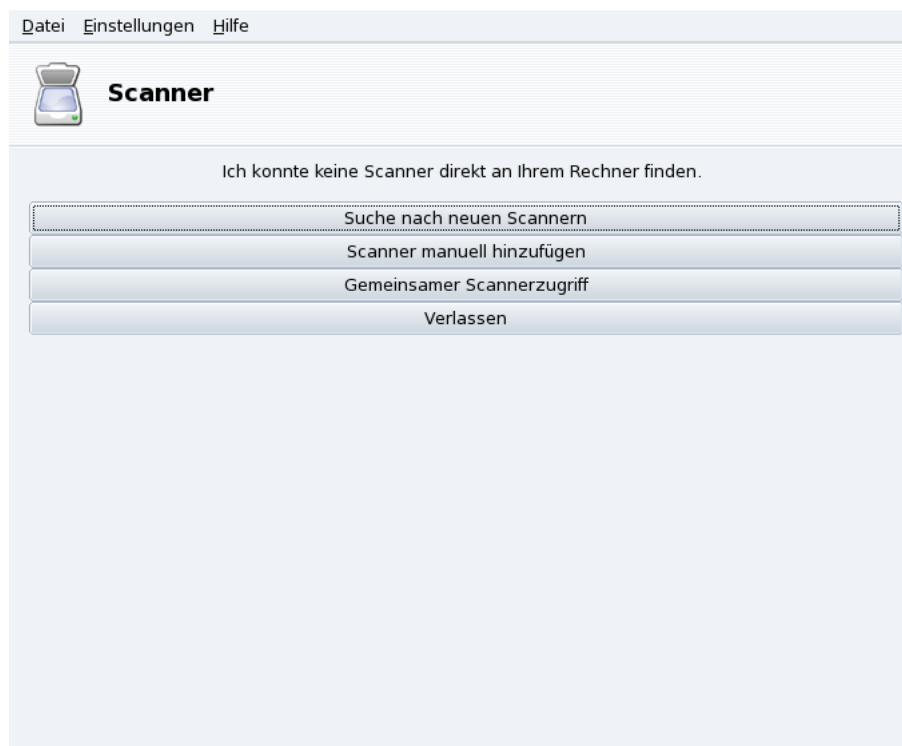 Datei Einstellungen Hilfe
Scanner
Ich konnte keine Scanner direkt an Ihrem Rechner finden.
Suche nach neuen Scannern
Scanner manuell hinzufügen
Gemeinsamer Scannerzugriff
Verlassen